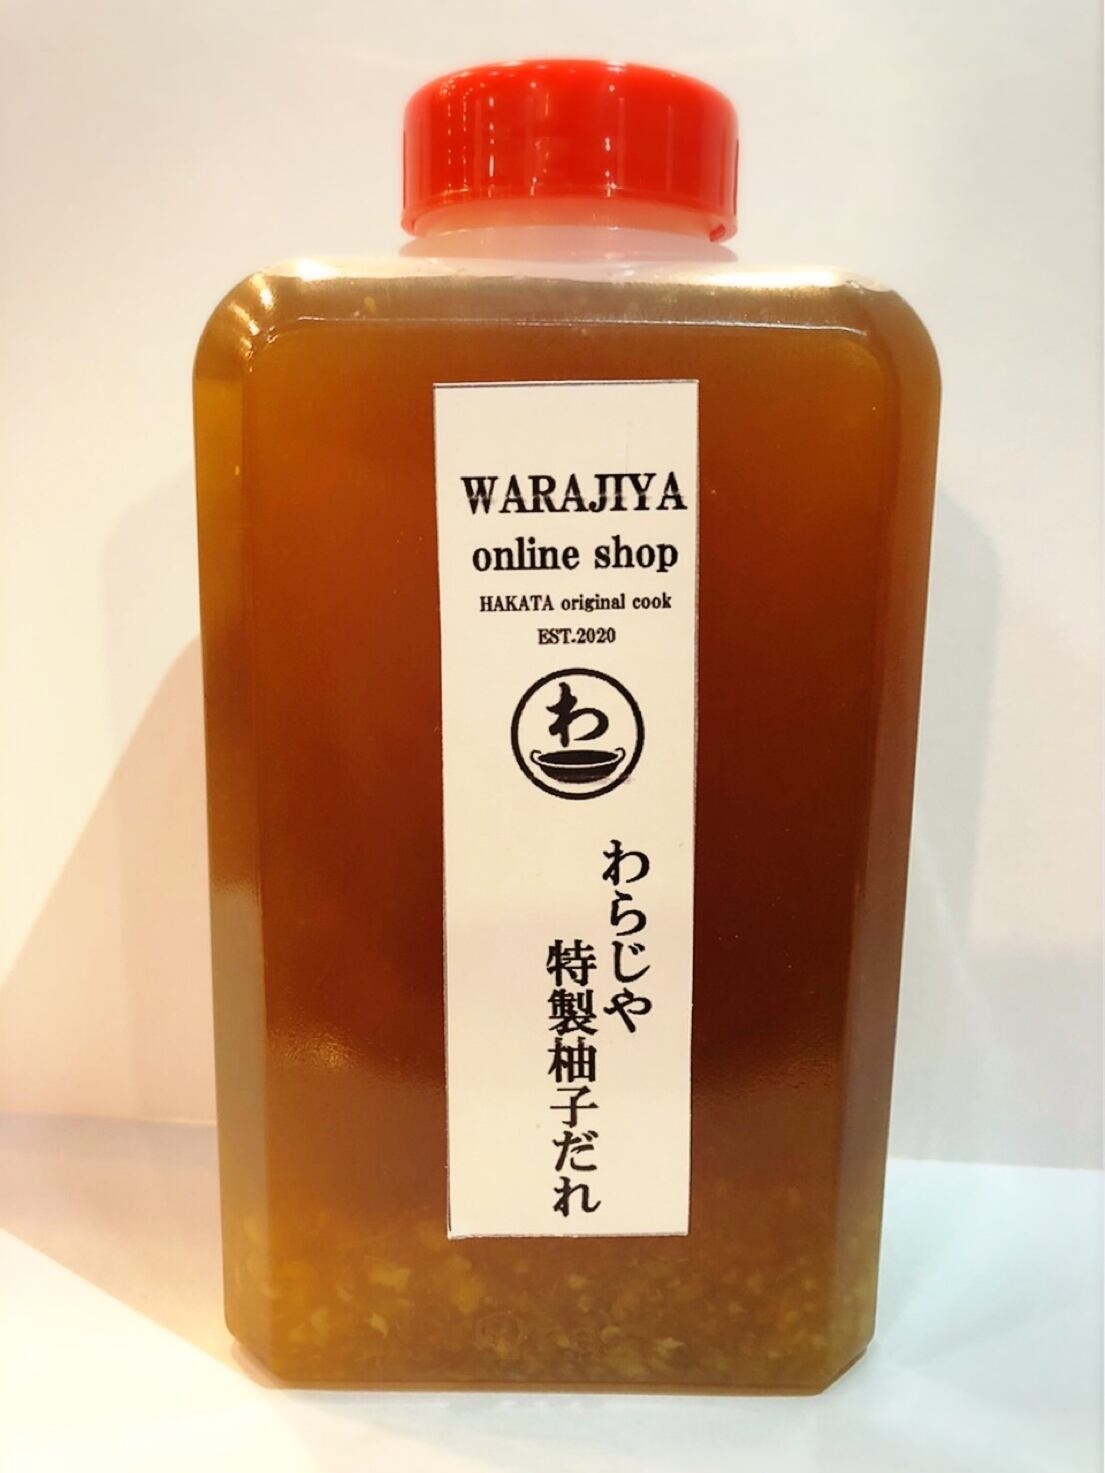 WARAJIYA
online shop
HAKATA original cook
EST.2020
わ
わらじや
特製柚子だれ